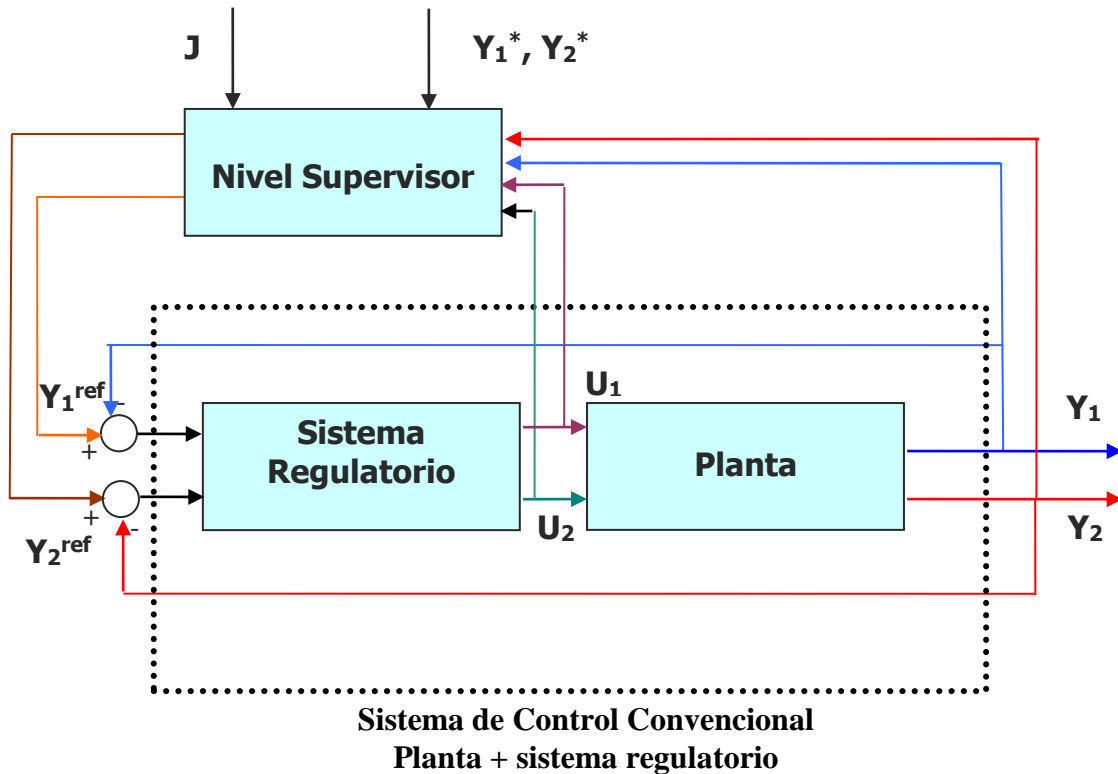 J
Y₁*, Y₂*
Nivel Supervisor
Y₁ʳᵉᶠ
-
+
Sistema
Regulatorio
U₁
Planta
Y₁
+
-
Y₂ʳᵉᶠ
U₂
Y₂
Sistema de Control Convencional
Planta + sistema regulatorio